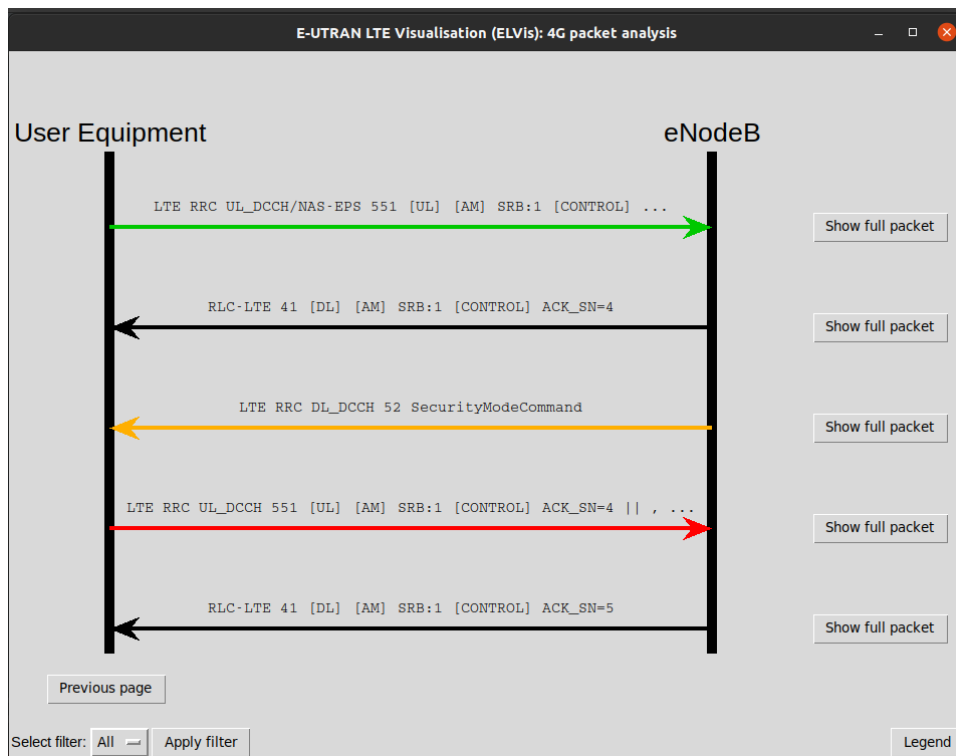 E-UTRAN LTE Visualisation (ELVis): 4G packet analysis
User Equipment
eNodeB
LTE RRC UL_DCCH/NAS-EPS 551 [UL] [AM] SRB:1 [CONTROL] ...
Show full packet
RLC-LTE 41 [DL] [AM] SRB:1 [CONTROL] ACK_SN=4
Show full packet
LTE RRC DL_DCCH 52 SecurityModeCommand
Show full packet
LTE RRC UL_DCCH 551 [UL] [AM] SRB:1 [CONTROL] ACK_SN=4 || , ...
Show full packet
RLC-LTE 41 [DL] [AM] SRB:1 [CONTROL] ACK_SN=5
Show full packet
Previous page
Select filter: All Apply filter
Legend